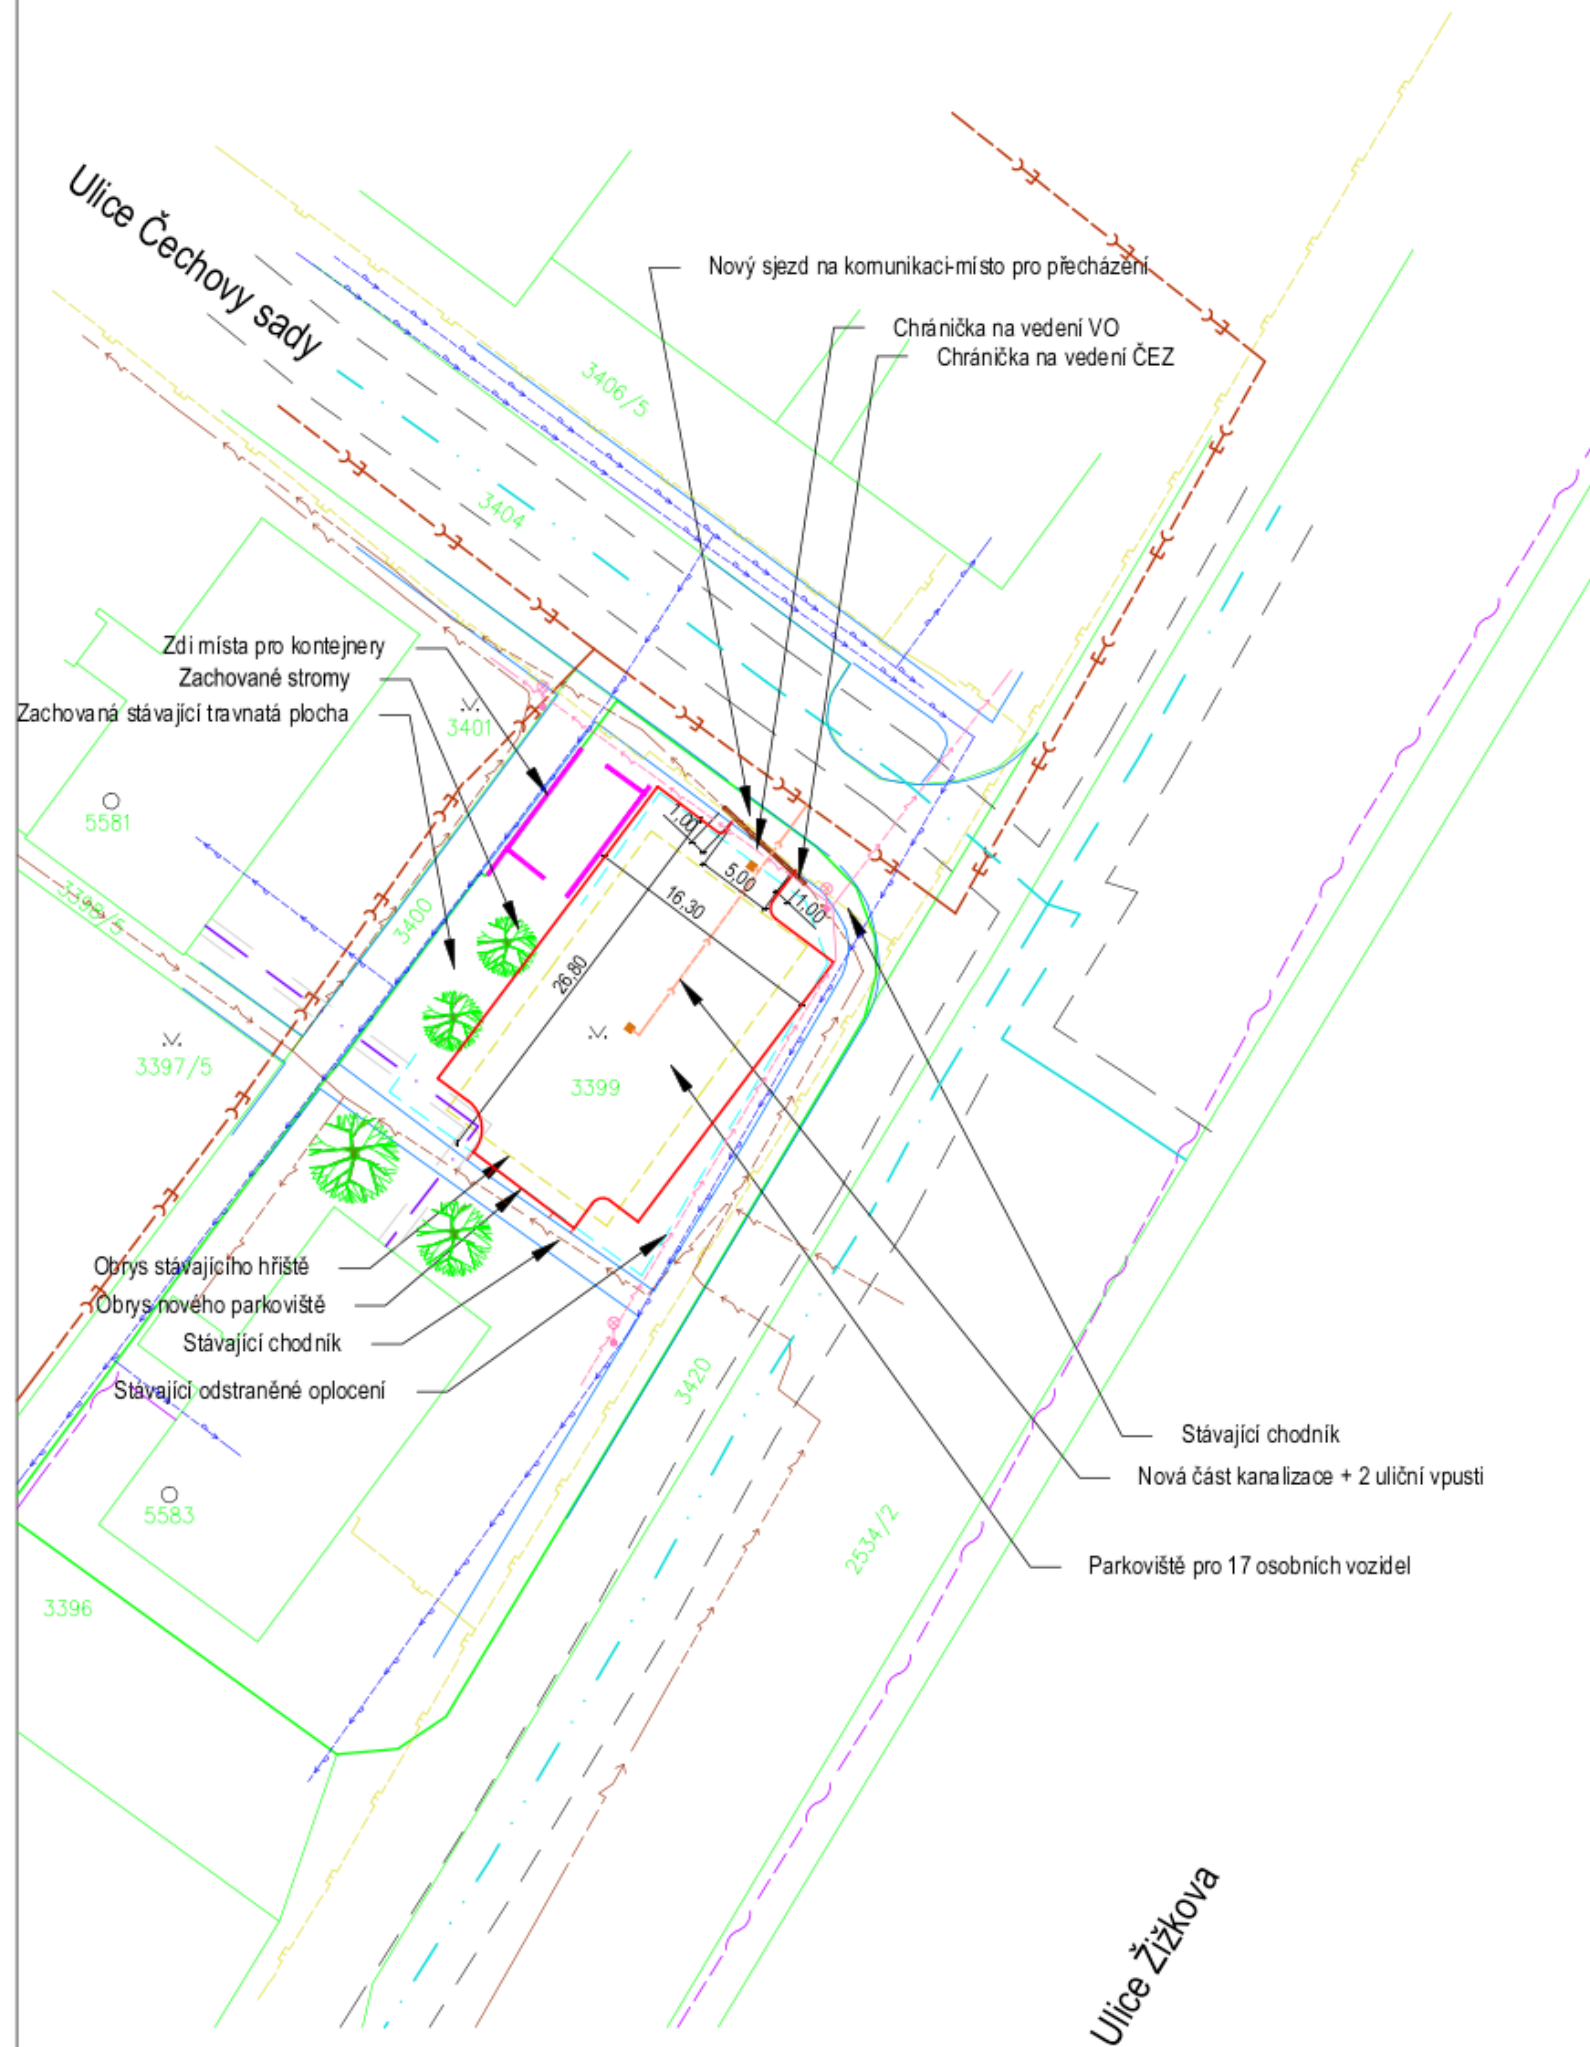 Ulice Čechovy sady
Nový sjezd na komunikaci-místo pro přecházení
Chránička na vedení VO
Chránička na vedení ČEZ
3406/5
3404
Zdi místa pro kontejnery
Zachované stromy
Zachovaná stávající travnatá plocha
3401
5581
3398/5
3400
1,00
5,00
16,30
1,00
26,80
3397/5
3399
Obrys stávajícího hřiště
Obrys nového parkoviště
Stávající chodník
Stávající odstraněné oplocení
3420
Stávající chodník
Nová část kanalizace + 2 uliční vpusti
Parkoviště pro 17 osobních vozidel
5583
2534/2
3396
Ulice Žižkova